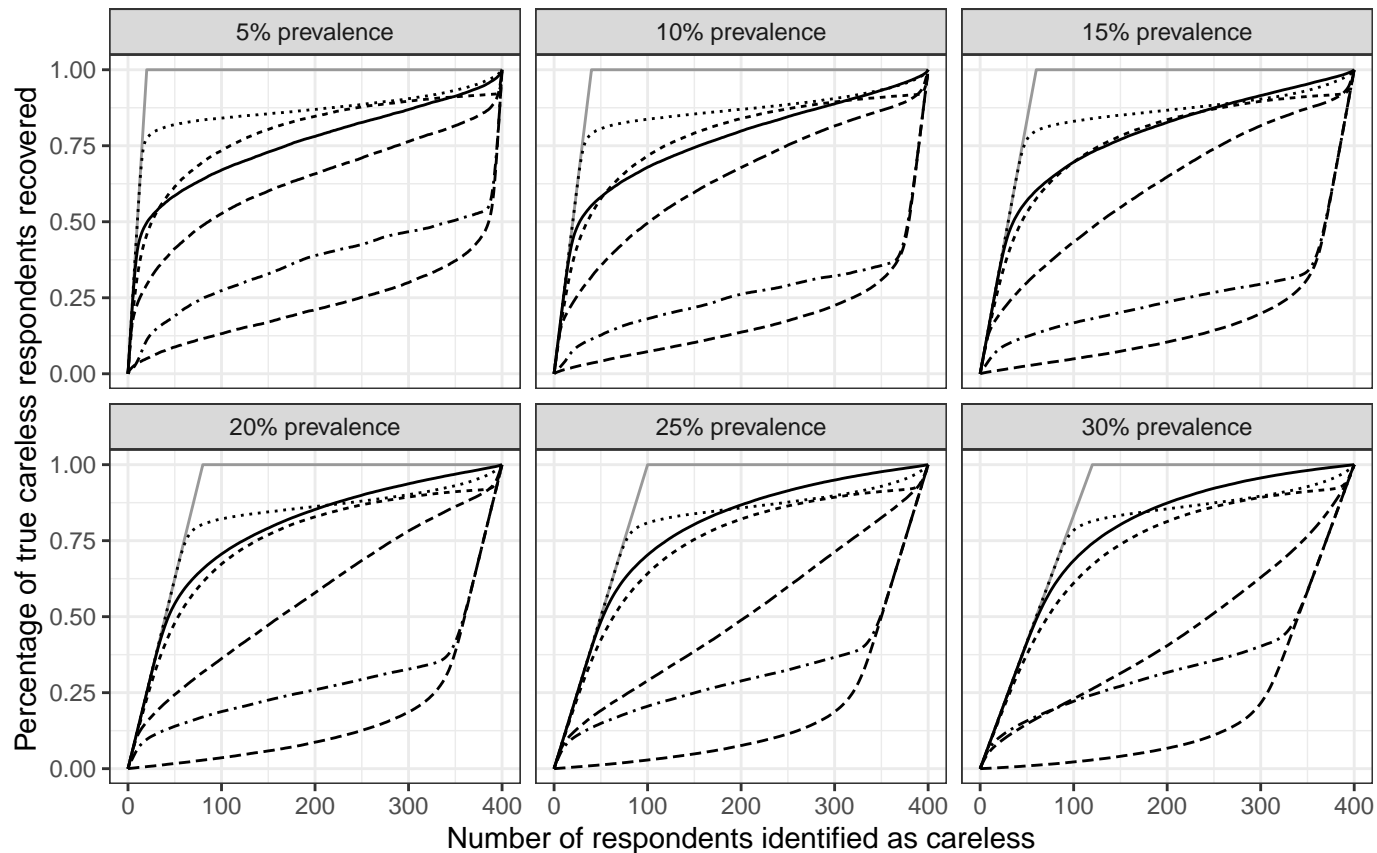 5% prevalence
10% prevalence
15% prevalence
1.00
0.75
0.50
0.25
0.00
20% prevalence
25% prevalence
30% prevalence
1.00
0.75
0.50
0.25
0.00
0 100 200 300 400
0 100 200 300 400
0 100 200 300 400
Number of respondents identified as careless
Percentage of true careless respondents recovered